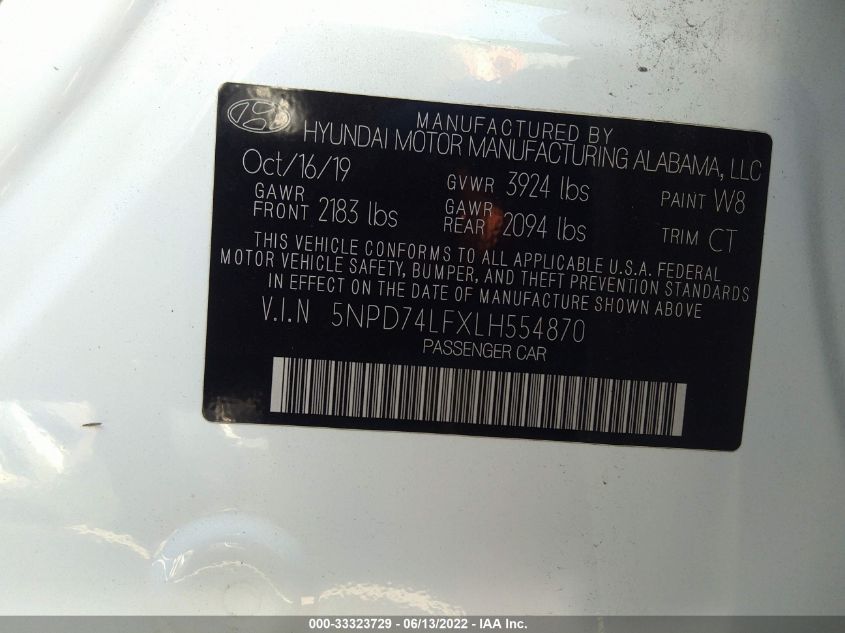 MANUFACTURED BY
HYUNDAI MOTOR MANUFACTURING ALABAMA, LLC
Oct/16/19 GVWR 3924 lbs PAINT W8
GAWR FRONT 2183 lbs GAWR REAR 2094 lbs TRIM CT
THIS VEHICLE CONFORMS TO ALL APPLICABLE U.S.A. FEDERAL
MOTOR VEHICLE SAFETY, BUMPER, AND THEFT PREVENTION STANDARDS
IN EFFECT ON THE DATE OF MANUFACTURE SHOWN ABOVE
V.I.N 5NPD74LFXLH554870
PASSENGER CAR
000-33323729 - 06/13/2022 - IAA Inc.